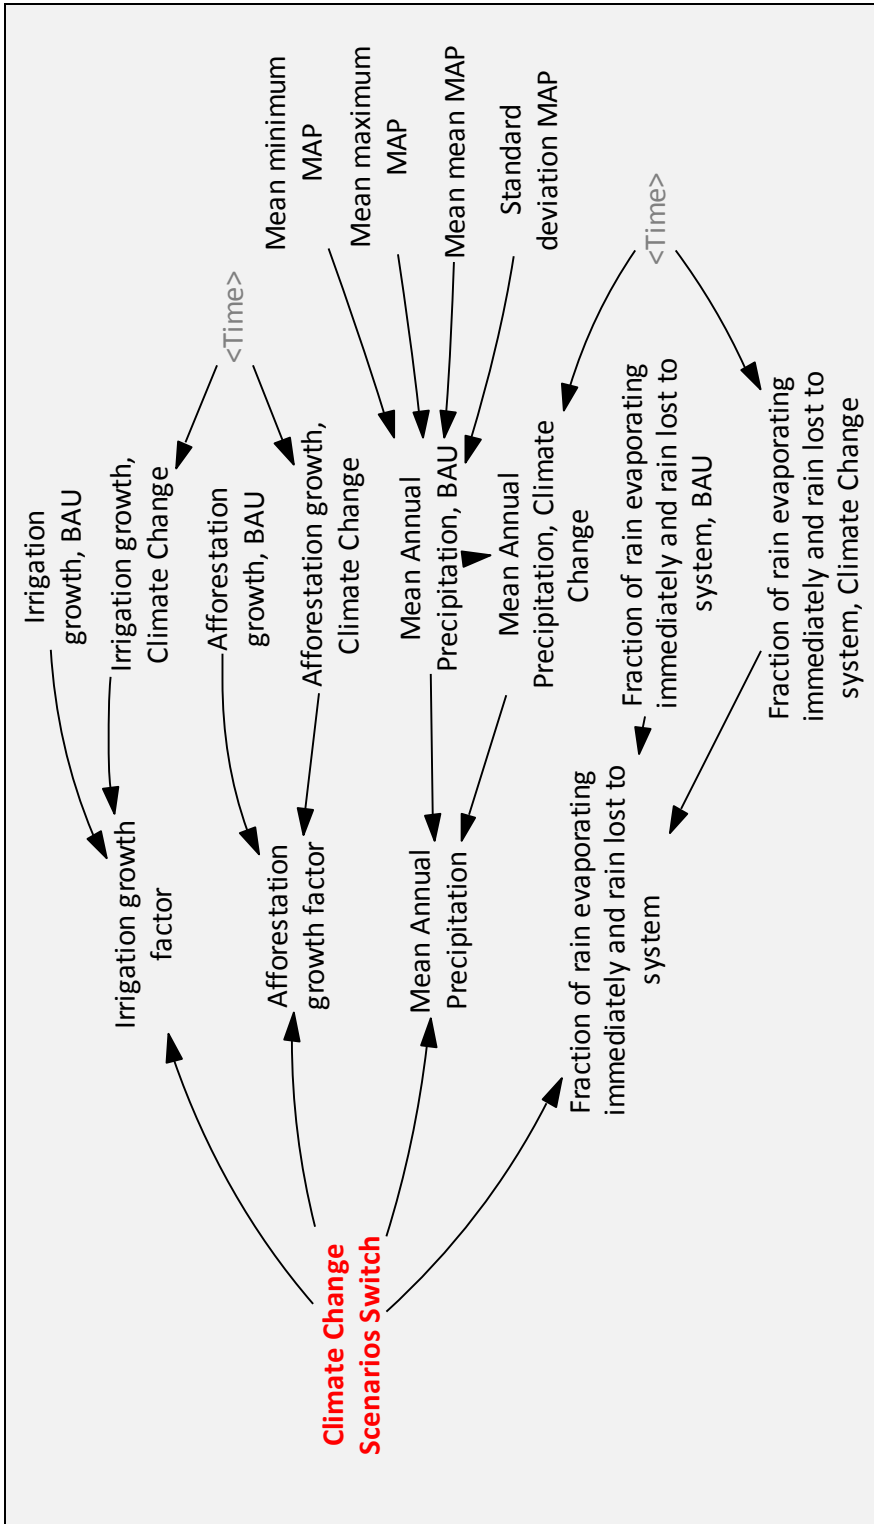 Climate Change
Scenarios Switch
Irrigation growth
factor
Afforestation
growth factor
Mean Annual
Precipitation
Fraction of rain evaporating
immediately and rain lost to
system
Irrigation
growth, BAU
Irrigation growth,
Climate Change
Afforestation
growth, BAU
Afforestation growth,
Climate Change
Mean Annual
Precipitation, BAU
Mean Annual
Precipitation, Climate
Change
Fraction of rain evaporating
immediately and rain lost to
system, BAU
Fraction of rain evaporating
immediately and rain lost to
system, Climate Change
<Time>
Mean minimum
MAP
Mean maximum
MAP
Mean mean MAP
Standard
deviation MAP
<Time>